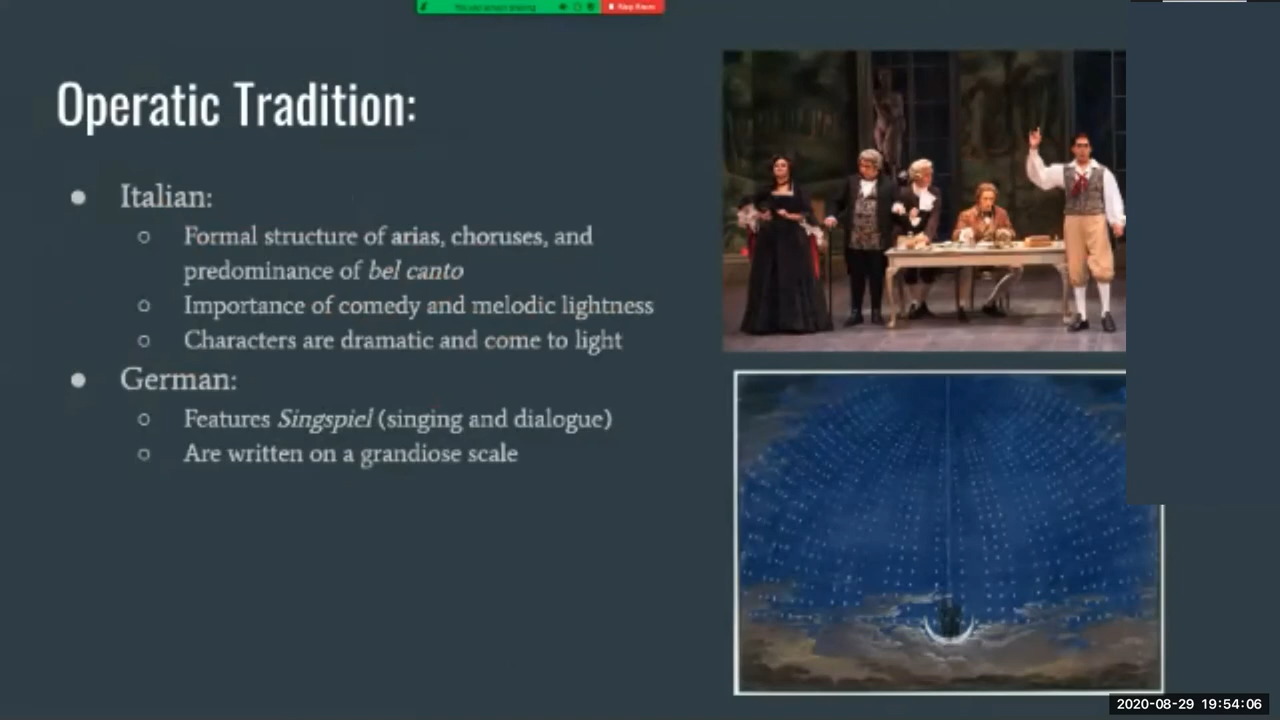 Operatic Tradition:
Italian:
Formal structure of arias, choruses, and
predominance of bel canto
Importance of comedy and melodic lightness
Characters are dramatic and come to light
German:
Features Singspiel (singing and dialogue)
Are written on a grandiose scale
2020-08-29 19:54:06